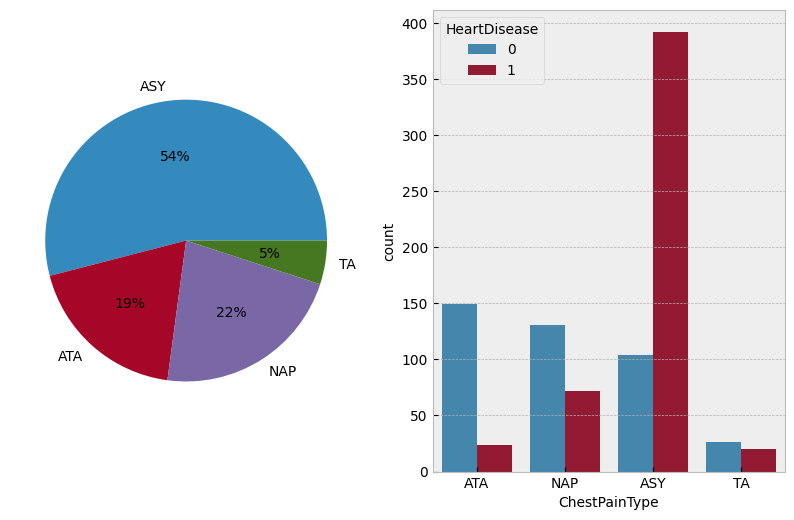 ASY
54%
5%
TA
19%
22%
ATA
NAP
HeartDisease
0
1
400
350
300
250
200
150
100
50
0
count
ATA NAP ASY TA
ChestPainType